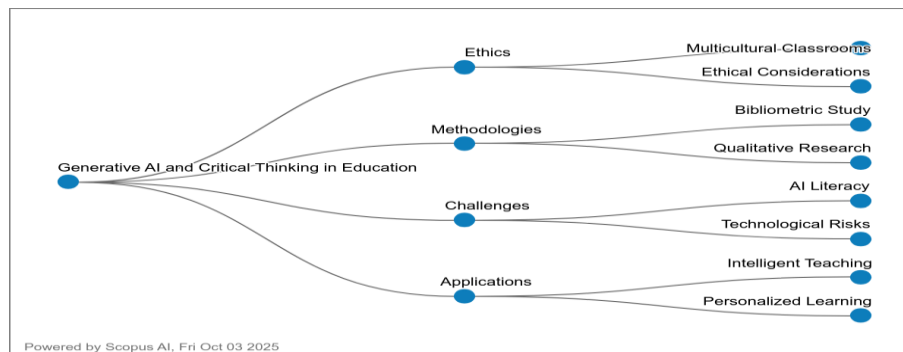 Ethics
Multicultural Classrooms
Ethical Considerations
Methodologies
Bibliometric Study
Qualitative Research
Generative AI and Critical Thinking in Education
Challenges
AI Literacy
Technological Risks
Applications
Intelligent Teaching
Personalized Learning
Powered by Scopus AI, Fri Oct 03 2025